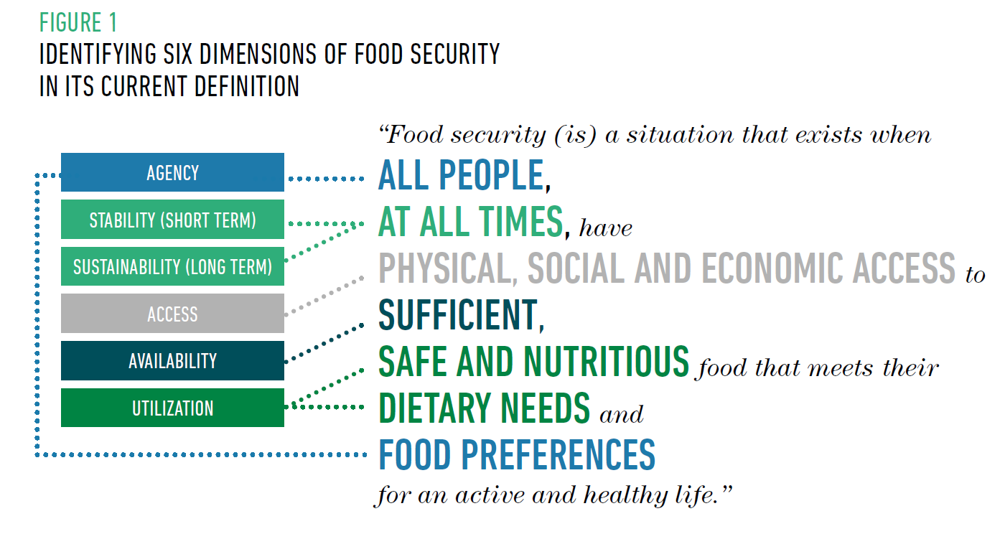 FIGURE 1
IDENTIFYING SIX DIMENSIONS OF FOOD SECURITY
IN ITS CURRENT DEFINITION
AGENCY
STABILITY (SHORT TERM)
SUSTAINABILITY (LONG TERM)
ACCESS
AVAILABILITY
UTILIZATION
“Food security (is) a situation that exists when
ALL PEOPLE,
AT ALL TIMES, have
PHYSICAL, SOCIAL AND ECONOMIC ACCESS to
SUFFICIENT,
SAFE AND NUTRITIOUS food that meets their
DIETARY NEEDS and
FOOD PREFERENCES
for an active and healthy life.”